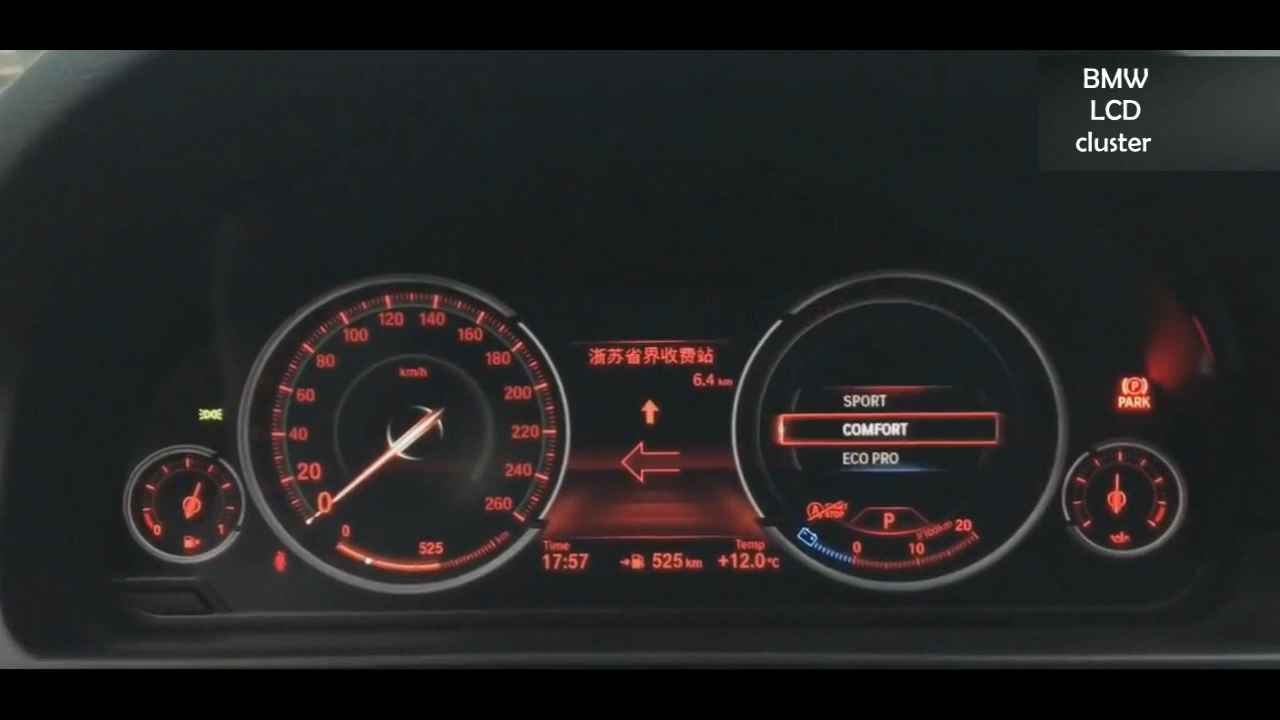 BMW
LCD
cluster
0
20
40
60
80
100
120
140
160
180
200
220
240
260
km/h
0
525
km
0
1
浙苏省界收费站
6.4 km
Time
17:57
525 km
Temp
+12.0°C
SPORT
COMFORT
ECO PRO
P
0
10
20
l/100km
(P)
PARK